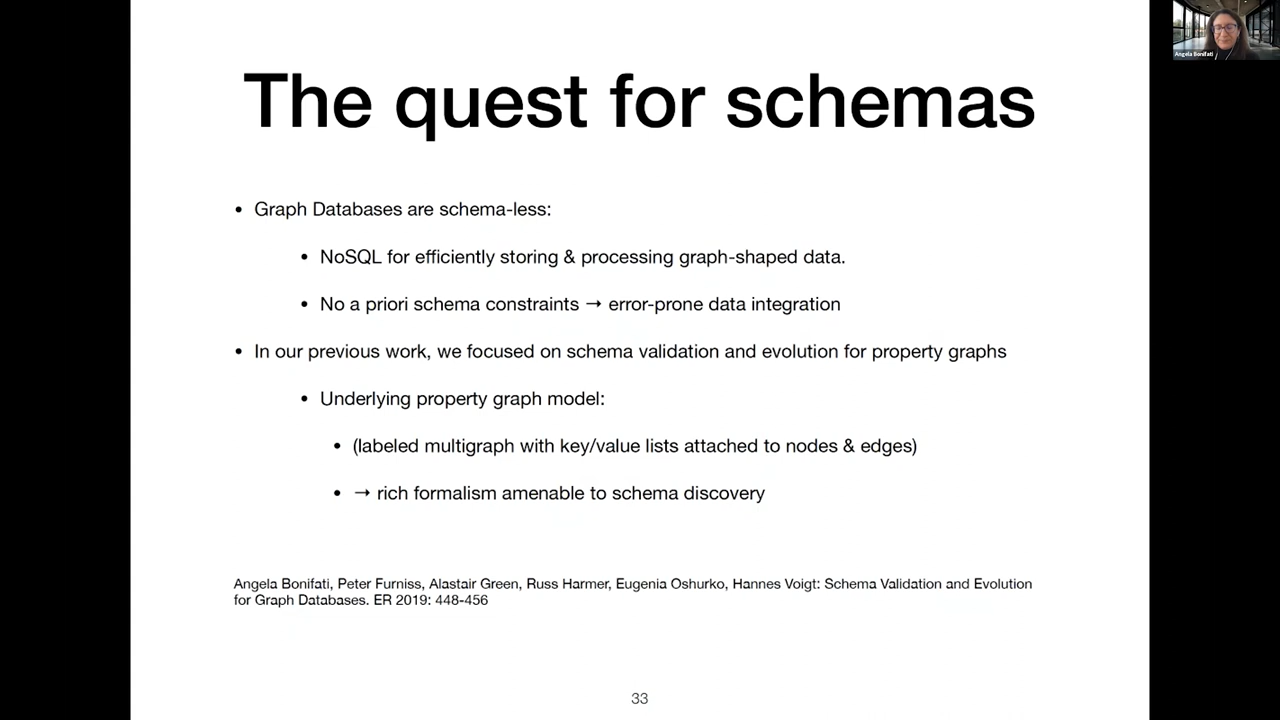 Angela Bonifati
The quest for schemas
• Graph Databases are schema-less:
• NoSQL for efficiently storing & processing graph-shaped data.
• No a priori schema constraints → error-prone data integration
• In our previous work, we focused on schema validation and evolution for property graphs
• Underlying property graph model:
• (labeled multigraph with key/value lists attached to nodes & edges)
• → rich formalism amenable to schema discovery
Angela Bonifati, Peter Furniss, Alastair Green, Russ Harmer, Eugenia Oshurko, Hannes Voigt: Schema Validation and Evolution
for Graph Databases. ER 2019: 448-456
33